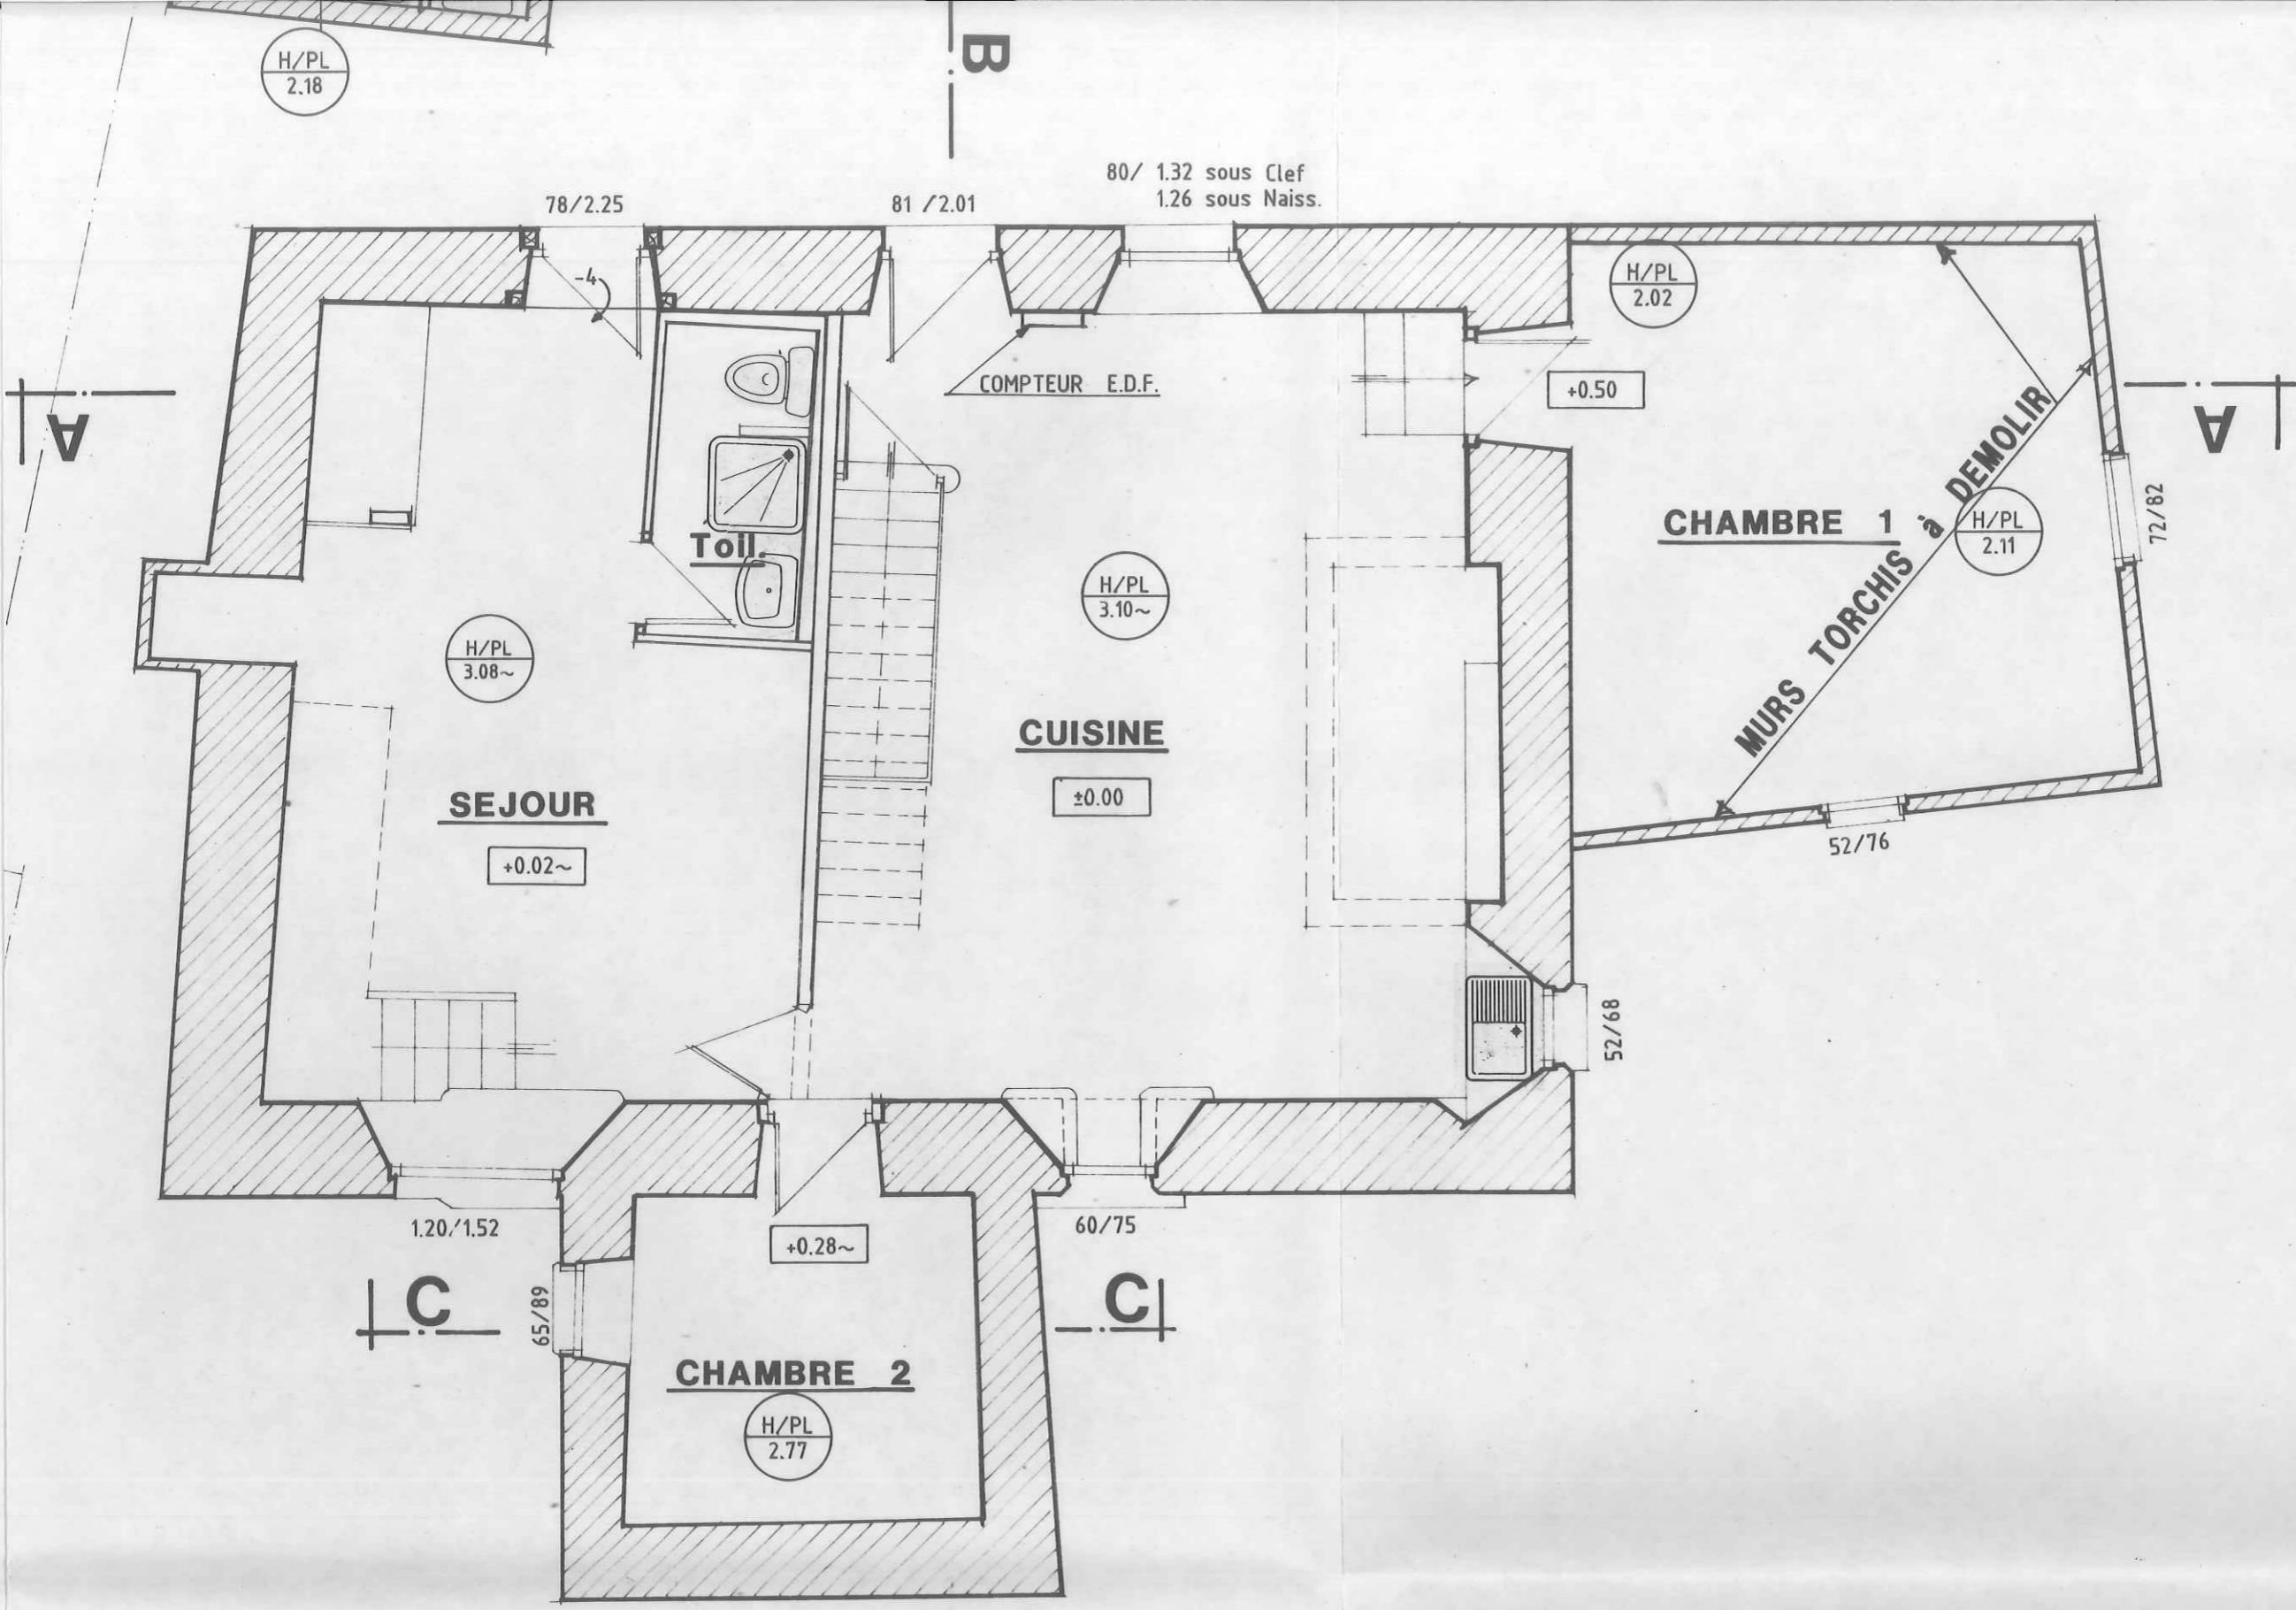 H/PL
2.18
B
80/ 1.32 sous Clef
1.26 sous Naiss.
78/2.25
81 /2.01
-4
H/PL
2.02
COMPTEUR E.D.F.
+0.50
A
A
MURS TORCHIS à DEMOLIR
CHAMBRE 1
H/PL
2.11
72/82
Toil.
H/PL
3.10~
H/PL
3.08~
CUISINE
±0.00
SEJOUR
+0.02~
52/76
52/68
1.20/1.52
+0.28~
60/75
C
C
65/89
CHAMBRE 2
H/PL
2.77